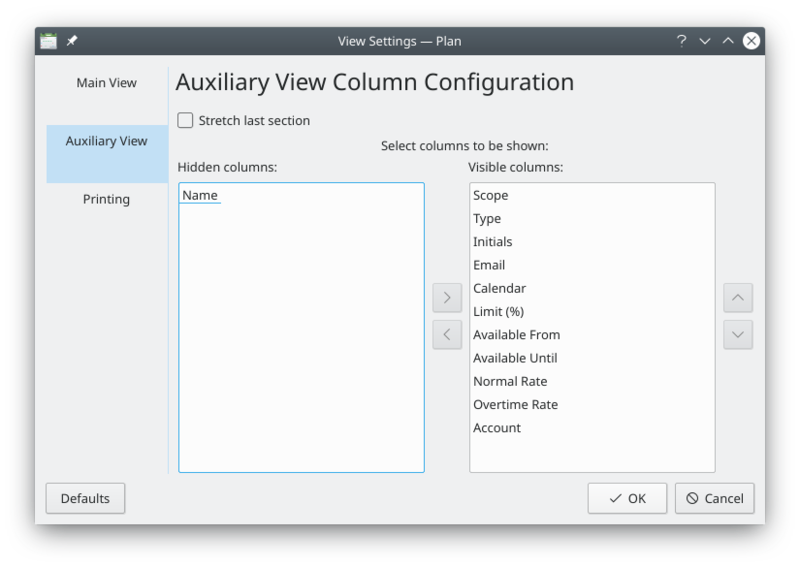 View Settings — Plan
Main View
Auxiliary View
Printing
Auxiliary View Column Configuration
Stretch last section
Select columns to be shown:
Hidden columns:
Name
Visible columns:
Scope
Type
Initials
Email
Calendar
Limit (%)
Available From
Available Until
Normal Rate
Overtime Rate
Account
Defaults
OK
Cancel